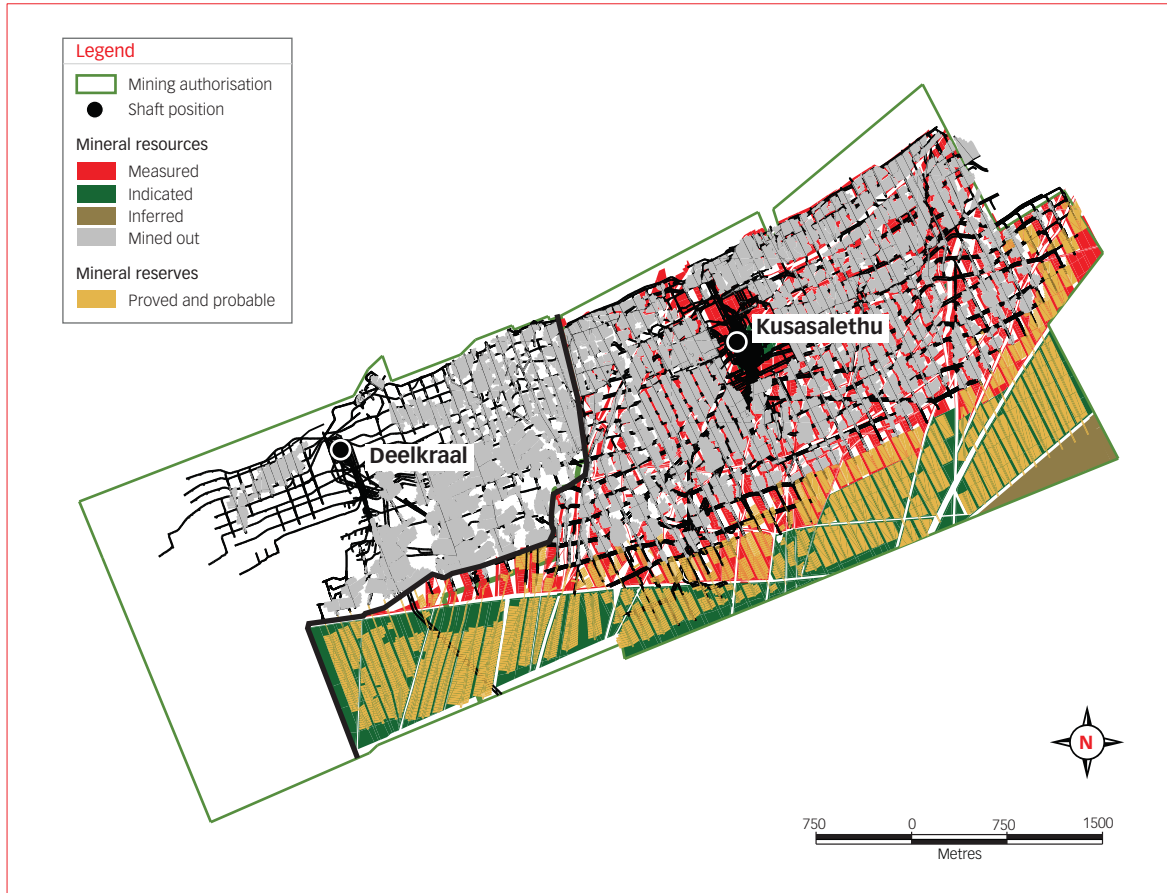 Legend
Mining authorisation
Shaft position
Mineral resources
Measured
Indicated
Inferred
Mined out
Mineral reserves
Proved and probable
Kusasalethu
Deelkraal
N
750 0 750 1500
Metres